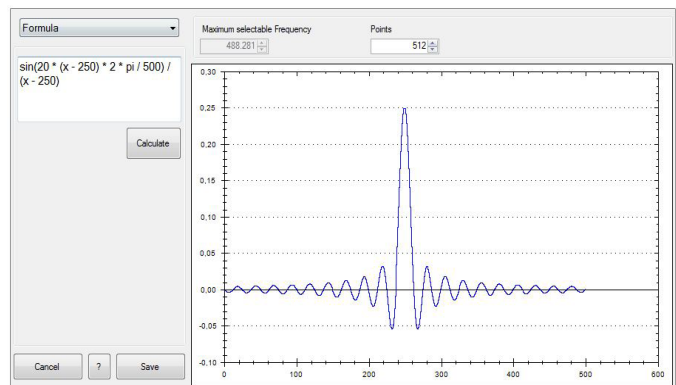 Formula
Maximum selectable Frequency
Points
488.281
512
sin(20 * (x - 250) * 2 * pi / 500) /
(x - 250)
Calculate
0,30
0,25
0,20
0,15
0,10
0,05
0,00
-0,05
-0,10
0 100 200 300 400 500 600
Cancel ? Save